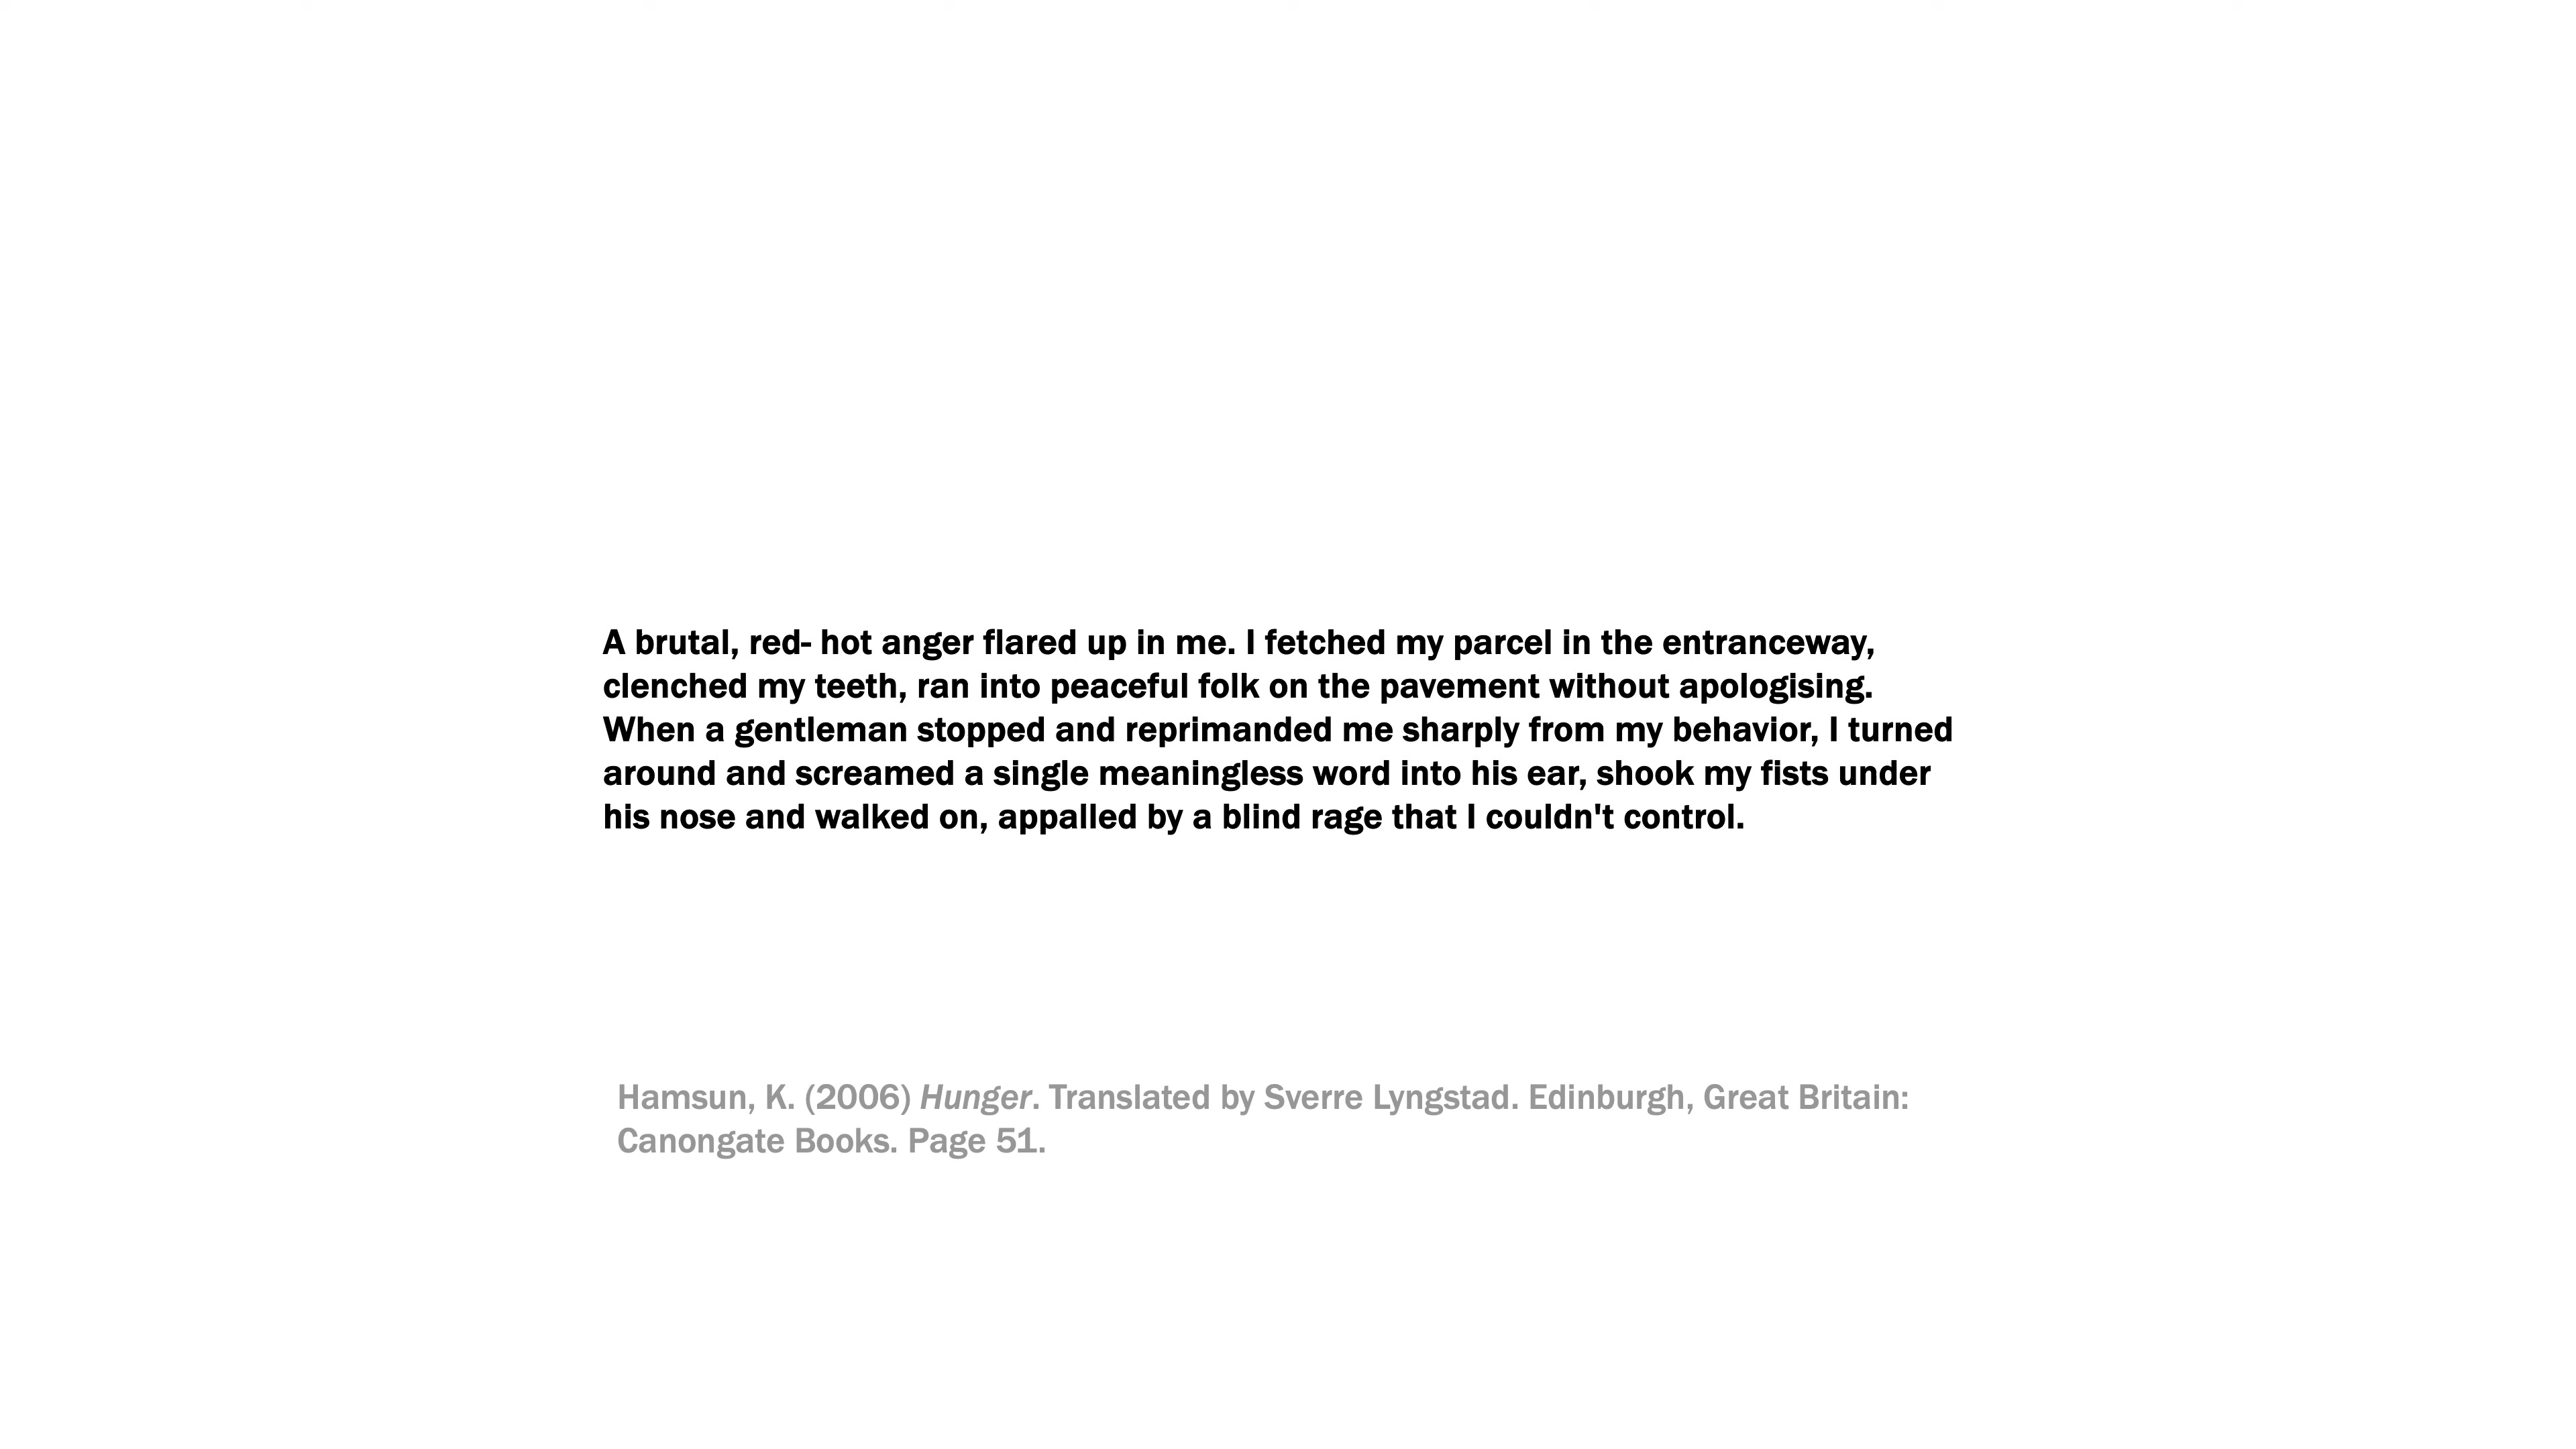 A brutal, red- hot anger flared up in me. I fetched my parcel in the entranceway,
clenched my teeth, ran into peaceful folk on the pavement without apologising.
When a gentleman stopped and reprimanded me sharply from my behavior, I turned
around and screamed a single meaningless word into his ear, shook my fists under
his nose and walked on, appalled by a blind rage that I couldn't control.
Hamsun, K. (2006) Hunger. Translated by Sverre Lyngstad. Edinburgh, Great Britain:
Canongate Books. Page 51.